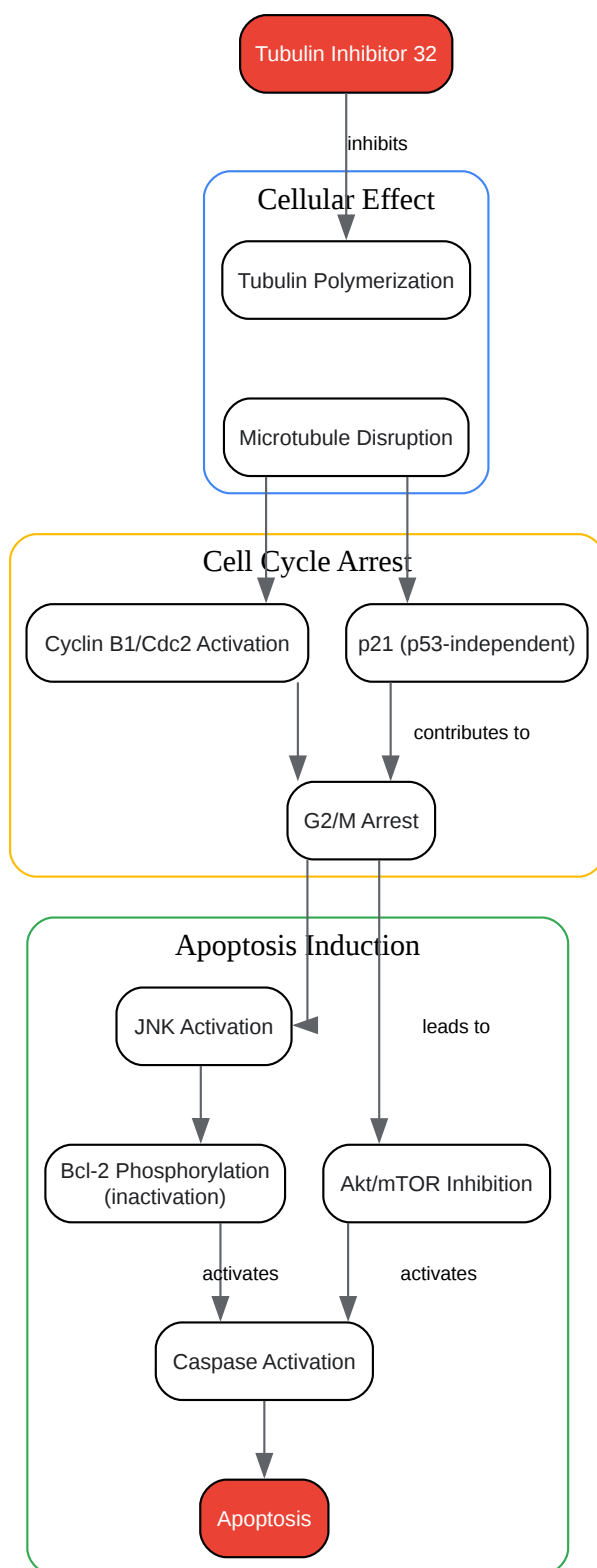 Tubulin Inhibitor 32
inhibits
Cellular Effect
Tubulin Polymerization
Microtubule Disruption
Cell Cycle Arrest
Cyclin B1/Cdc2 Activation
p21 (p53-independent)
contributes to
G2/M Arrest
Apoptosis Induction
JNK Activation
leads to
Bcl-2 Phosphorylation
(inactivation)
Akt/mTOR Inhibition
activates
activates
Caspase Activation
Apoptosis